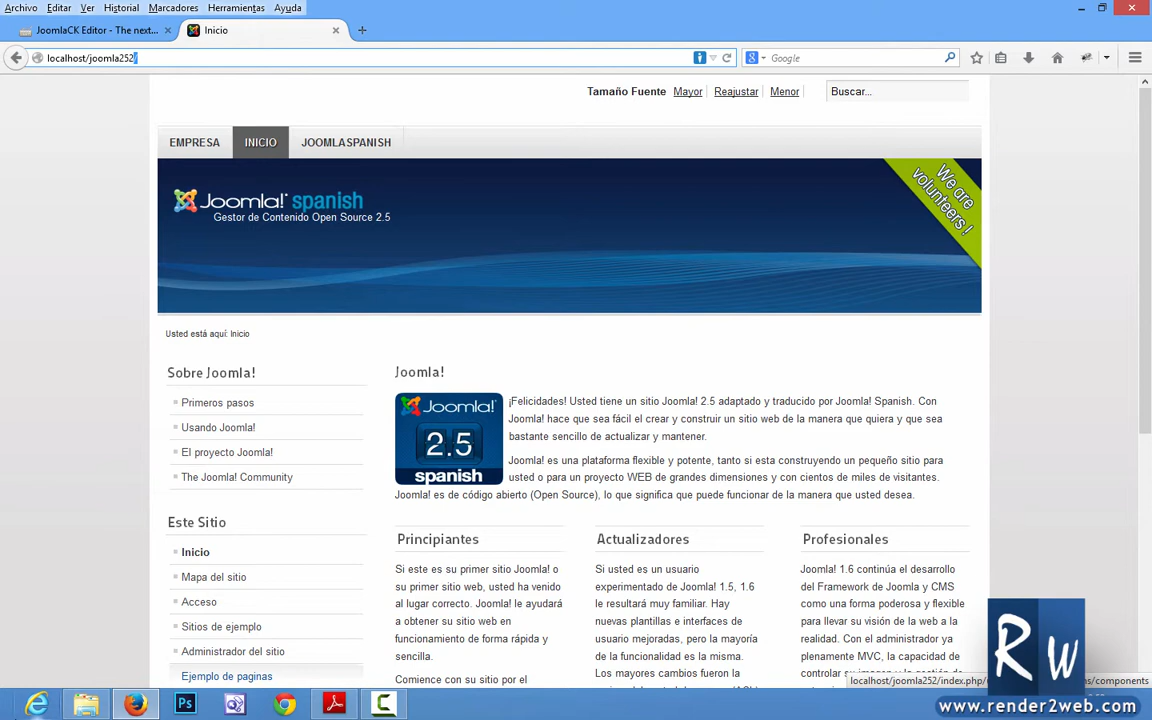 Archivo Editar Ver Historial Marcadores Herramientas Ayuda
JoomlaCK Editor - The next...
Inicio
localhost/joomla252/
Google
Tamaño Fuente Mayor Reajustar Menor
Buscar...
EMPRESA INICIO JOOMLASPANISH
Joomla! spanish
Gestor de Contenido Open Source 2.5
We are
volunteers !
Usted está aquí: Inicio
Sobre Joomla!
Primeros pasos
Usando Joomla!
El proyecto Joomla!
The Joomla! Community
Este Sitio
Inicio
Mapa del sitio
Acceso
Sitios de ejemplo
Administrador del sitio
Ejemplo de paginas
Joomla!
Joomla!
2.5
spanish
¡Felicidades! Usted tiene un sitio Joomla! 2.5 adaptado y traducido por Joomla! Spanish. Con
Joomla! hace que sea fácil el crear y construir un sitio web de la manera que quiera y que sea
bastante sencillo de actualizar y mantener.
Joomla! es una plataforma flexible y potente, tanto si esta construyendo un pequeño sitio para
usted o para un proyecto WEB de grandes dimensiones y con cientos de miles de visitantes.
Joomla! es de código abierto (Open Source), lo que significa que puede funcionar de la manera que usted desea.
Principiantes
Si este es su primer sitio Joomla! o
su primer sitio web, usted ha venido
al lugar correcto. Joomla! le ayudará
a obtener su sitio web en
funcionamiento de forma rápida y
sencilla.
Comience con su sitio por el
Actualizadores
Si usted es un usuario
experimentado de Joomla! 1.5, 1.6
le resultará muy familiar. Hay
nuevas plantillas e interfaces de
usuario mejoradas, pero la mayoría
de la funcionalidad es la misma.
Los mayores cambios fueron la
Profesionales
Joomla! 1.6 continúa el desarrollo
del Framework de Joomla y CMS
como una forma poderosa y flexible
para llevar su visión de la web a la
realidad. Con el administrador ya
plenamente MVC, la capacidad de
controlar su
localhost/joomla252/index.php/
s/components
Rw
www.render2web.com
Ps